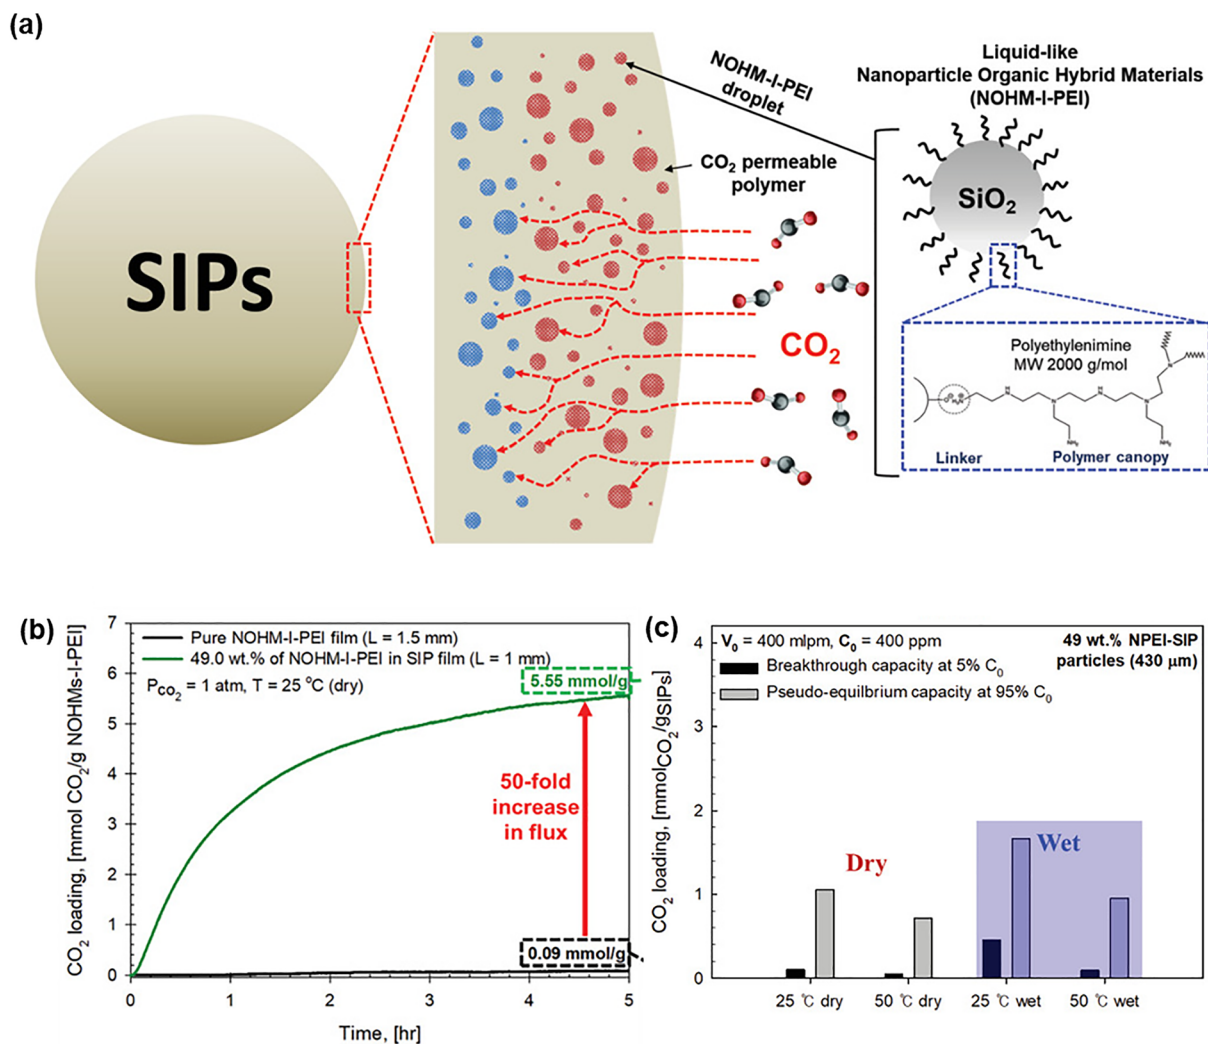 (a)
SIPs
NOHM-I-PEI
droplet
CO₂ permeable
polymer
CO₂
Liquid-like
Nanoparticle Organic Hybrid Materials
(NOHM-I-PEI)
SiO₂
Polyethylenimine
MW 2000 g/mol
Linker
Polymer canopy
(b)
CO₂ loading, [mmol CO₂/g NOHMs-I-PEI]
7
6
5
4
3
2
1
0
Pure NOHM-I-PEI film (L = 1.5 mm)
49.0 wt.% of NOHM-I-PEI in SIP film (L = 1 mm)
P_CO₂ = 1 atm, T = 25 °C (dry)
5.55 mmol/g
50-fold
increase
in flux
0.09 mmol/g
0 1 2 3 4 5
Time, [hr]
(c)
CO₂ loading, [mmolCO₂/gSIPs]
4
3
2
1
0
V₀ = 400 mlpm, C₀ = 400 ppm
Breakthrough capacity at 5% C₀
Pseudo-equilbrium capacity at 95% C₀
49 wt.% NPEI-SIP
particles (430 μm)
Dry
Wet
25 ℃ dry 50 ℃ dry 25 ℃ wet 50 ℃ wet